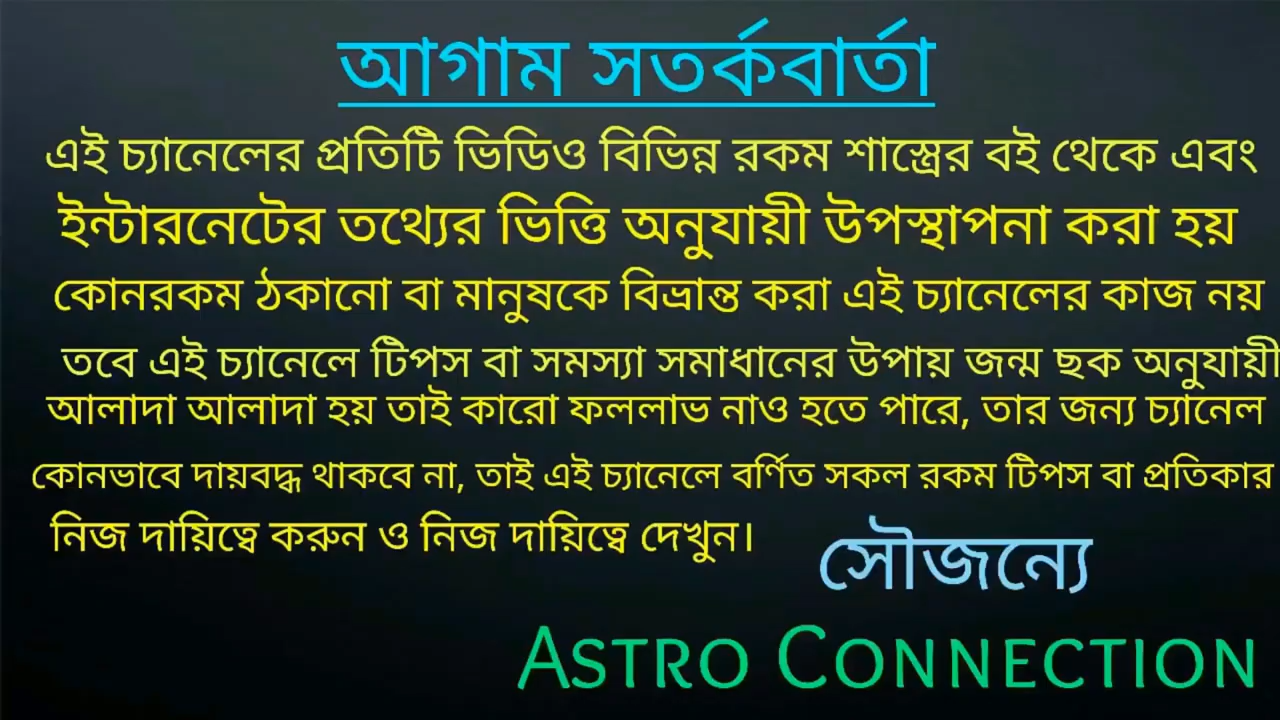 আগাম সতর্কবার্তা
এই চ্যানেলের প্রতিটি ভিডিও বিভিন্ন রকম শাস্ত্রের বই থেকে এবং
ইন্টারনেটের তথ্যের ভিত্তি অনুযায়ী উপস্থাপনা করা হয়
কোনরকম ঠকানো বা মানুষকে বিভ্রান্ত করা এই চ্যানেলের কাজ নয়
তবে এই চ্যানেলে টিপস বা সমস্যা সমাধানের উপায় জন্ম ছক অনুযায়ী
আলাদা আলাদা হয় তাই কারো ফললাভ নাও হতে পারে, তার জন্য চ্যানেল
কোনভাবে দায়বদ্ধ থাকবে না, তাই এই চ্যানেলে বর্ণিত সকল রকম টিপস বা প্রতিকার
নিজ দায়িত্বে করুন ও নিজ দায়িত্বে দেখুন।
সৌজন্যে
ASTRO CONNECTION